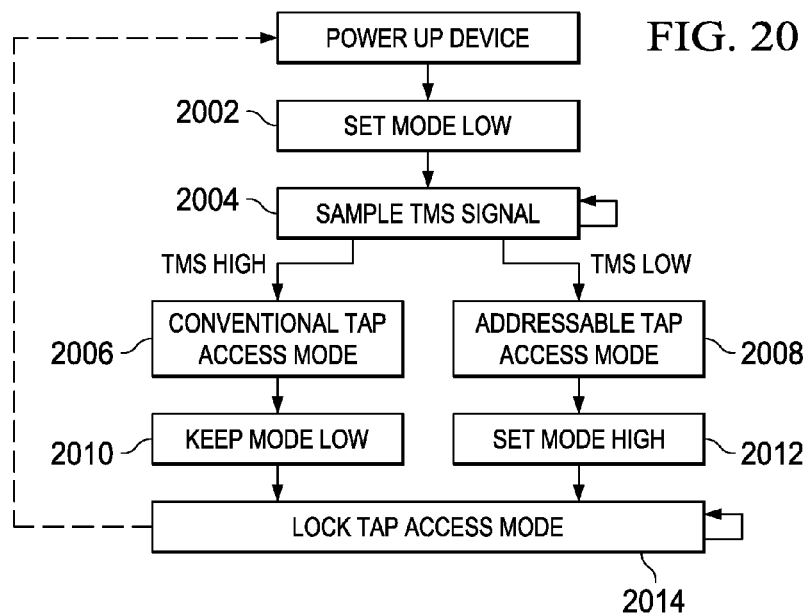 FIG. 20
POWER UP DEVICE
2002
SET MODE LOW
2004
SAMPLE TMS SIGNAL
TMS HIGH
TMS LOW
2006
CONVENTIONAL TAP
ACCESS MODE
ADDRESSABLE TAP
ACCESS MODE
2008
2010
KEEP MODE LOW
SET MODE HIGH
2012
LOCK TAP ACCESS MODE
2014